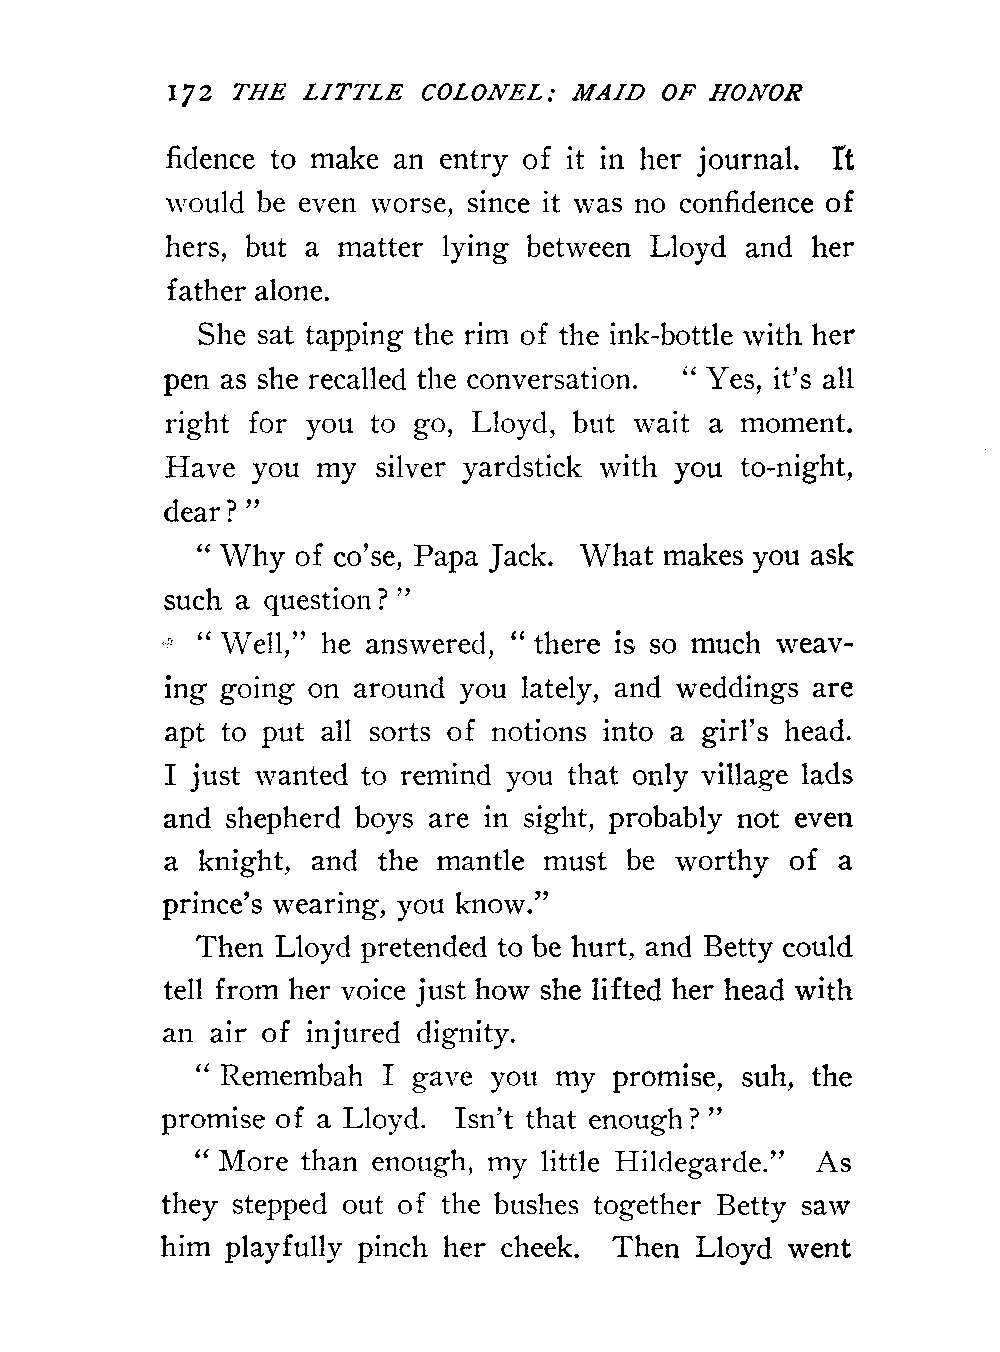 172 THE LITTLE COLONEL: MAID OF HONOR
fidence to make an entry of it in her journal. It
would be even worse, since it was no confidence of
hers, but a matter lying between Lloyd and her
father alone.
She sat tapping the rim of the ink-bottle with her
pen as she recalled the conversation. “ Yes, it’s all
right for you to go, Lloyd, but wait a moment.
Have you my silver yardstick with you to-night,
dear? ”
“ Why of co’se, Papa Jack. What makes you ask
such a question? ”
“ Well,” he answered, “ there is so much weav-
ing going on around you lately, and weddings are
apt to put all sorts of notions into a girl’s head.
I just wanted to remind you that only village lads
and shepherd boys are in sight, probably not even
a knight, and the mantle must be worthy of a
prince’s wearing, you know.”
Then Lloyd pretended to be hurt, and Betty could
tell from her voice just how she lifted her head with
an air of injured dignity.
“ Remembah I gave you my promise, suh, the
promise of a Lloyd. Isn’t that enough? ”
“ More than enough, my little Hildegarde.” As
they stepped out of the bushes together Betty saw
him playfully pinch her cheek. Then Lloyd went